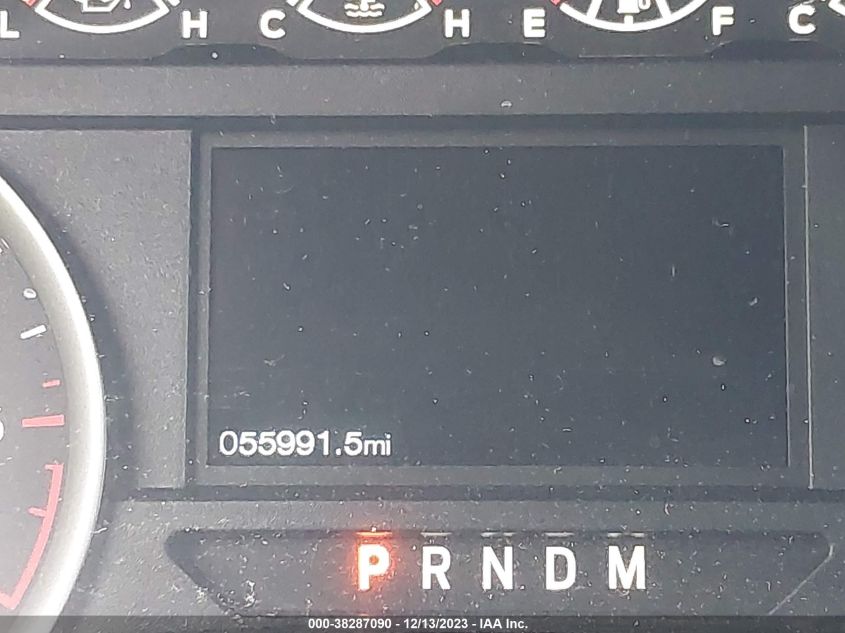 L H C H E F C
055991.5mi
P R N D M
000-38287090 - 12/13/2023 - IAA Inc.